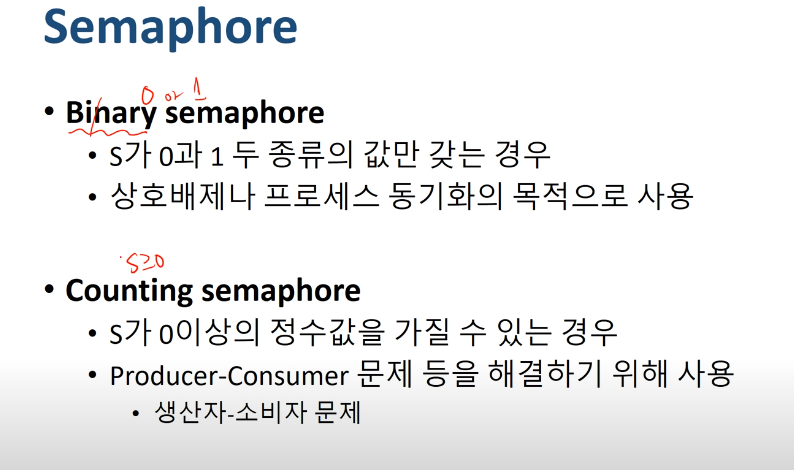 Semaphore
0 or 1
• Binary semaphore
• S가 0과 1 두 종류의 값만 갖는 경우
• 상호배제나 프로세스 동기화의 목적으로 사용
S≥0
• Counting semaphore
• S가 0이상의 정수값을 가질 수 있는 경우
• Producer-Consumer 문제 등을 해결하기 위해 사용
• 생산자-소비자 문제